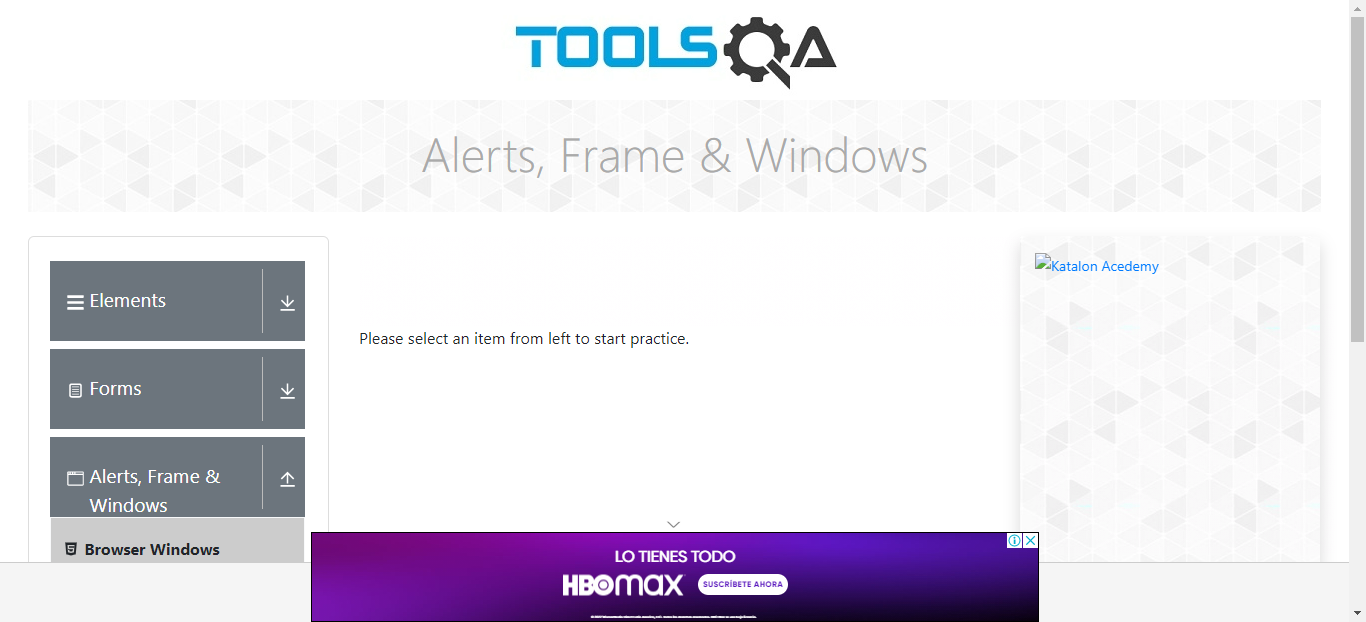 TOOLSQA
Alerts, Frame & Windows
Elements
Forms
Alerts, Frame &
Windows
Browser Windows
Please select an item from left to start practice.
Katalon Acedemy
LO TIENES TODO
HBOMAX
SUSCRÍBETE AHORA